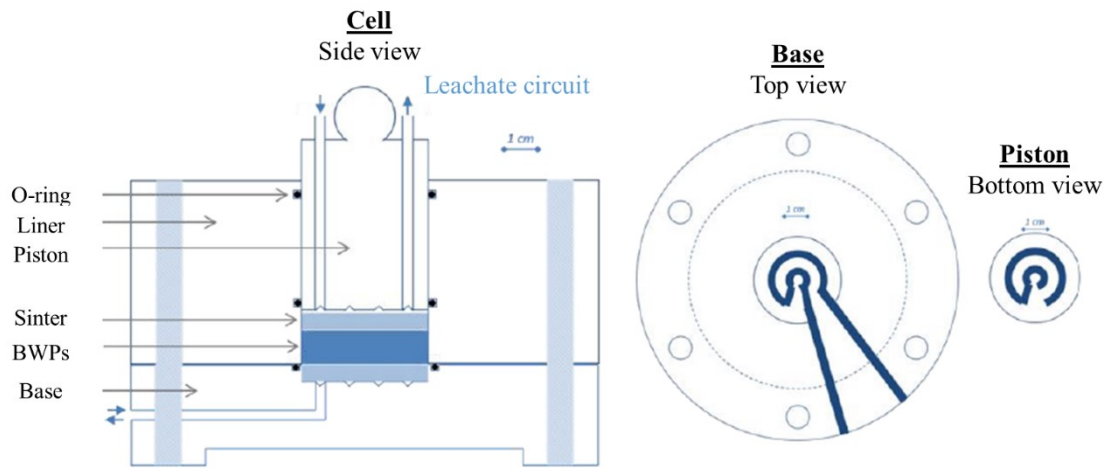 Cell
Side view
Leachate circuit
1 cm
O-ring
Liner
Piston
Sinter
BWPs
Base
Base
Top view
1 cm
Piston
Bottom view
1 cm